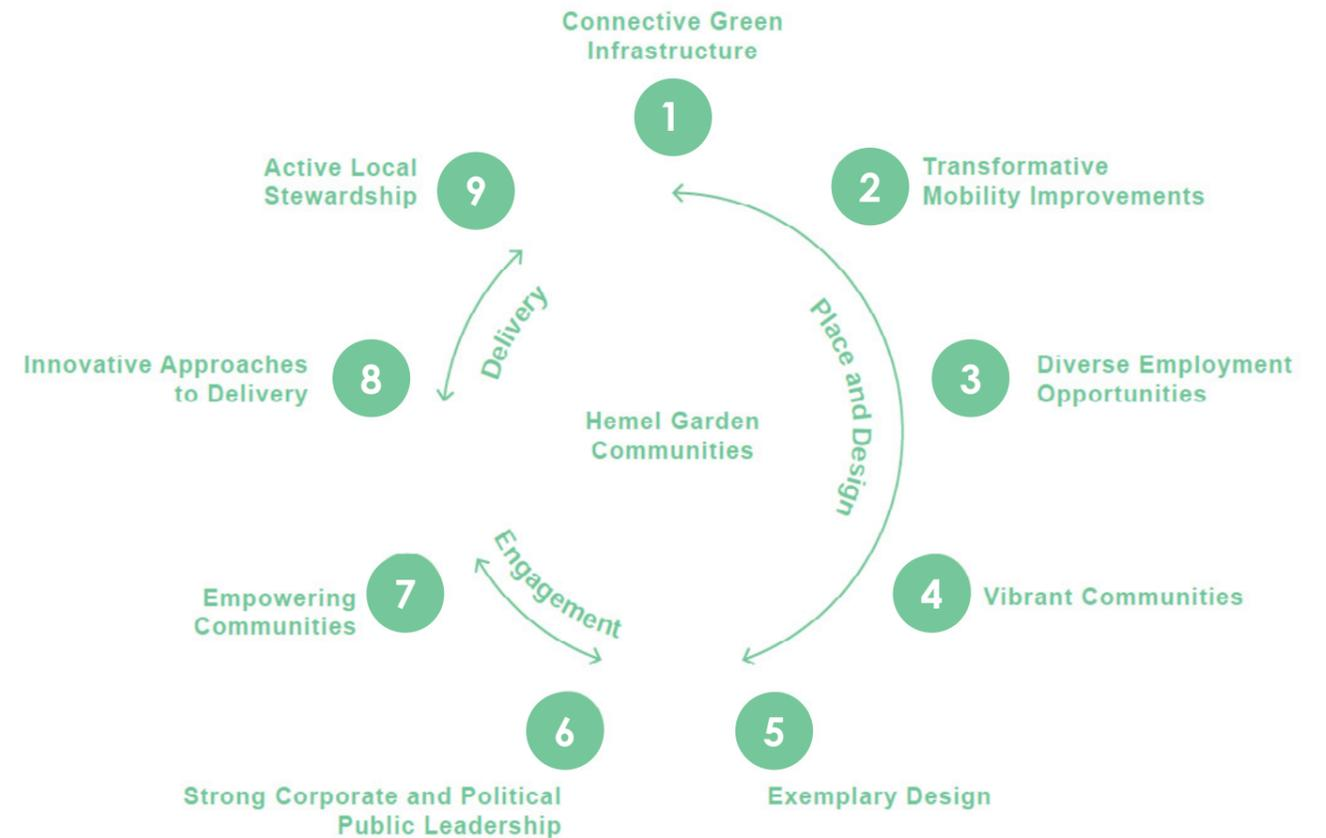 Connective Green
Infrastructure
1
2
Transformative
Mobility Improvements
3
Diverse Employment
Opportunities
4
Vibrant Communities
5
Exemplary Design
6
Strong Corporate and Political
Public Leadership
7
Empowering
Communities
8
Innovative Approaches
to Delivery
9
Active Local
Stewardship
Place and Design
Engagement
Delivery
Hemel Garden
Communities